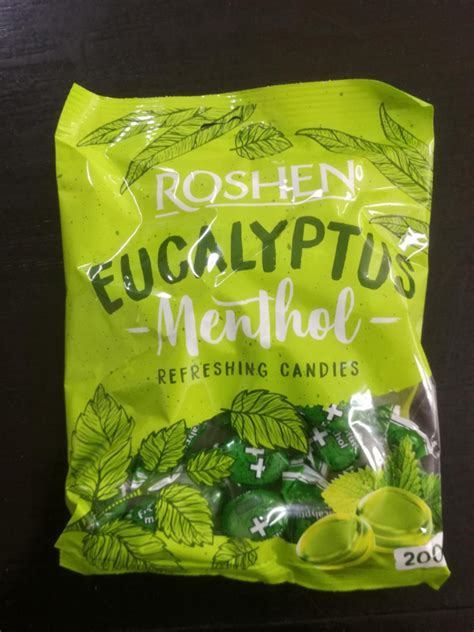 ROSHEN
EUCALYPTUS
- Menthol -
REFRESHING CANDIES
200